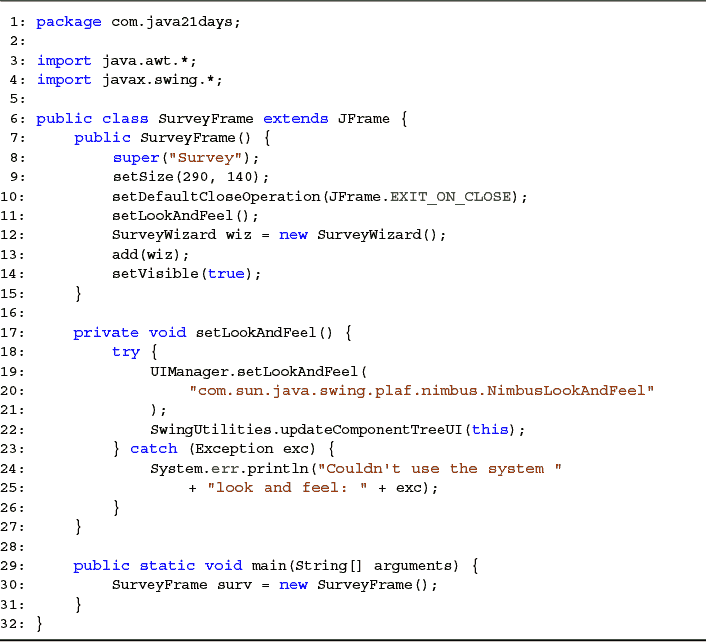 1: package com.java21days;
2:
3: import java.awt.*;
4: import javax.swing.*;
5:
6: public class SurveyFrame extends JFrame {
7:     public SurveyFrame() {
8:         super("Survey");
9:         setSize(290, 140);
10:         setDefaultCloseOperation(JFrame.EXIT_ON_CLOSE);
11:         setLookAndFeel();
12:         SurveyWizard wiz = new SurveyWizard();
13:         add(wiz);
14:         setVisible(true);
15:     }
16:
17:     private void setLookAndFeel() {
18:         try {
19:             UIManager.setLookAndFeel(
20:                 "com.sun.java.swing.plaf.nimbus.NimbusLookAndFeel"
21:             );
22:             SwingUtilities.updateComponentTreeUI(this);
23:         } catch (Exception exc) {
24:             System.err.println("Couldn't use the system "
25:                 + "look and feel: " + exc);
26:         }
27:     }
28:
29:     public static void main(String[] arguments) {
30:         SurveyFrame surv = new SurveyFrame();
31:     }
32: }